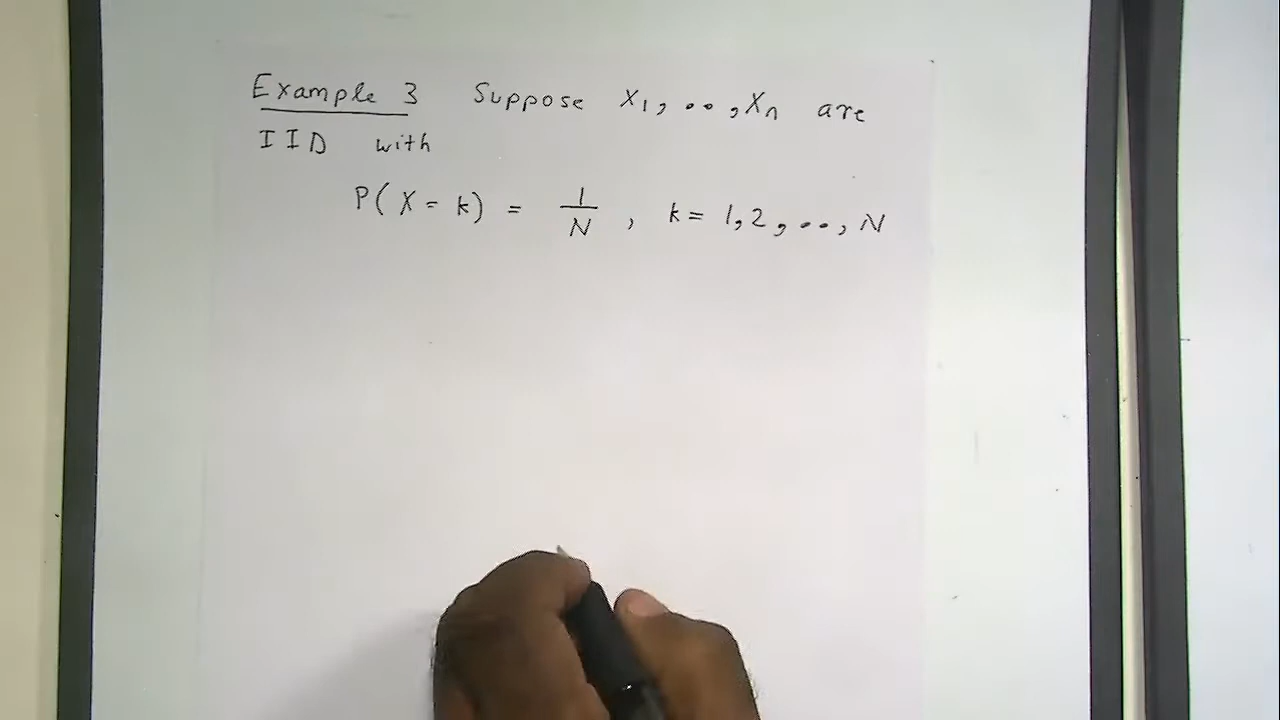 Example 3 Suppose X₁, .., Xₙ are
IID with
P(X = k) = 1/N , k = 1, 2, .., N